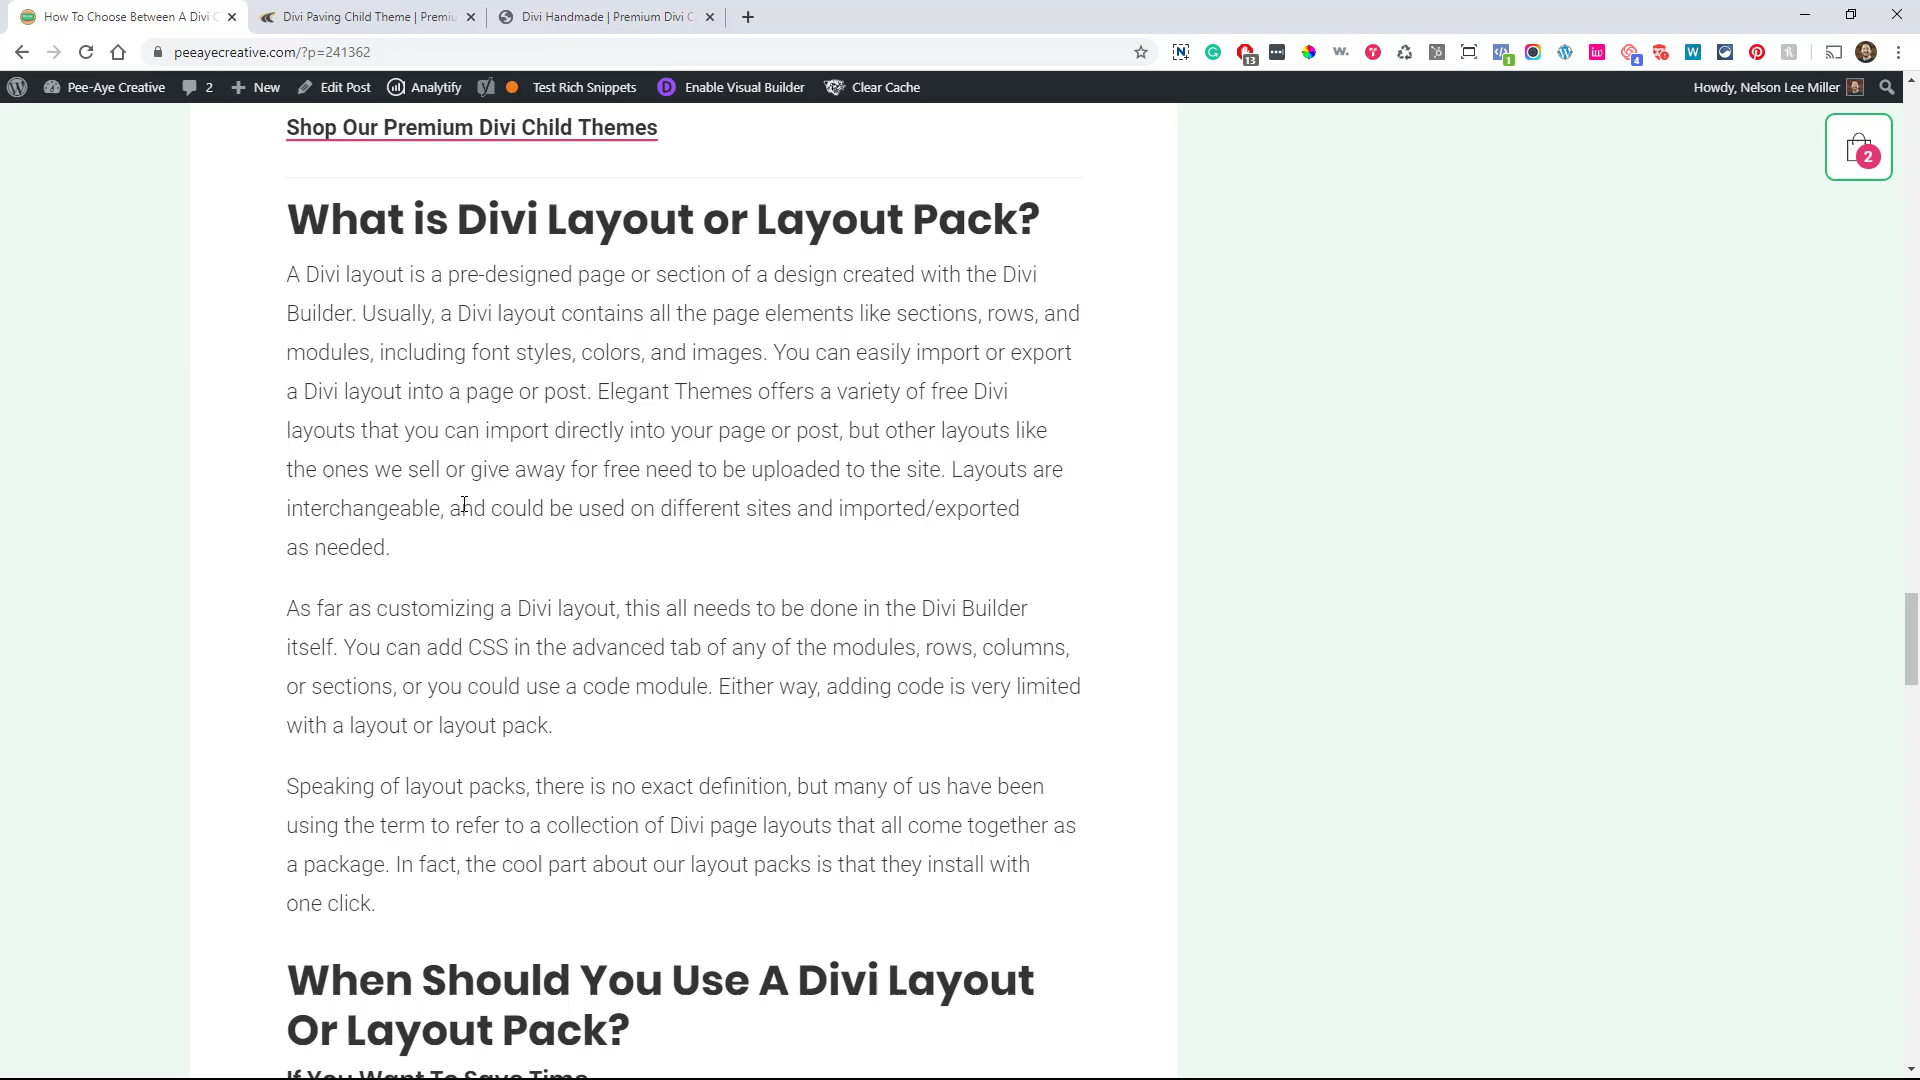 How To Choose Between A Divi C
Divi Paving Child Theme | Premiu
Divi Handmade | Premium Divi C
peeayecreative.com/?p=241362
13
1
4
Pee-Aye Creative
2
New
Edit Post
Analytify
Test Rich Snippets
Enable Visual Builder
Clear Cache
Howdy, Nelson Lee Miller
Shop Our Premium Divi Child Themes
2
What is Divi Layout or Layout Pack?
A Divi layout is a pre-designed page or section of a design created with the Divi
Builder. Usually, a Divi layout contains all the page elements like sections, rows, and
modules, including font styles, colors, and images. You can easily import or export
a Divi layout into a page or post. Elegant Themes offers a variety of free Divi
layouts that you can import directly into your page or post, but other layouts like
the ones we sell or give away for free need to be uploaded to the site. Layouts are
interchangeable, and could be used on different sites and imported/exported
as needed.
As far as customizing a Divi layout, this all needs to be done in the Divi Builder
itself. You can add CSS in the advanced tab of any of the modules, rows, columns,
or sections, or you could use a code module. Either way, adding code is very limited
with a layout or layout pack.
Speaking of layout packs, there is no exact definition, but many of us have been
using the term to refer to a collection of Divi page layouts that all come together as
a package. In fact, the cool part about our layout packs is that they install with
one click.
When Should You Use A Divi Layout
Or Layout Pack?
If You Want To Save Time